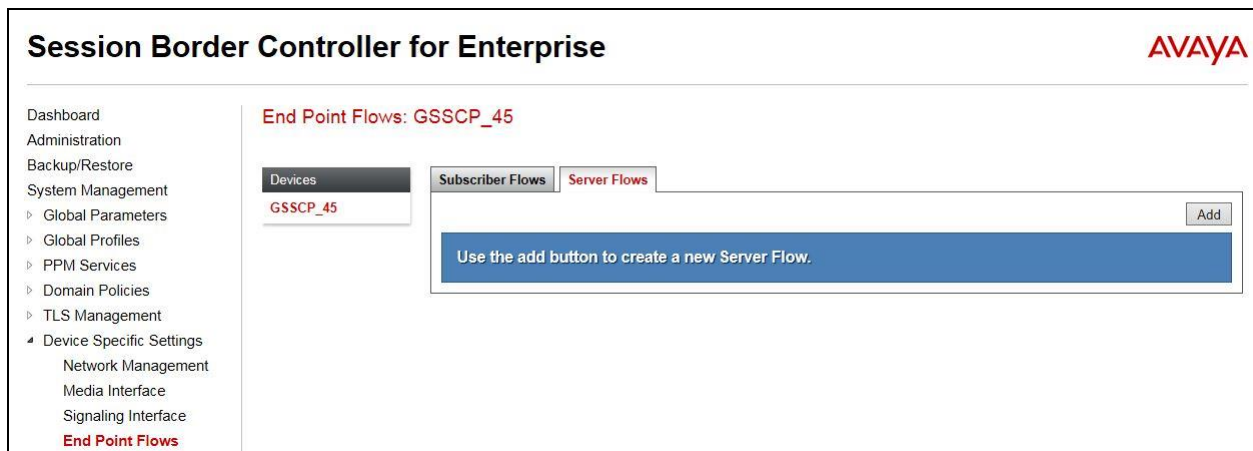 Session Border Controller for Enterprise
AVAYA
Dashboard
Administration
Backup/Restore
System Management
Global Parameters
Global Profiles
PPM Services
Domain Policies
TLS Management
Device Specific Settings
Network Management
Media Interface
Signaling Interface
End Point Flows
End Point Flows: GSSCP_45
Devices
GSSCP_45
Subscriber Flows
Server Flows
Add
Use the add button to create a new Server Flow.